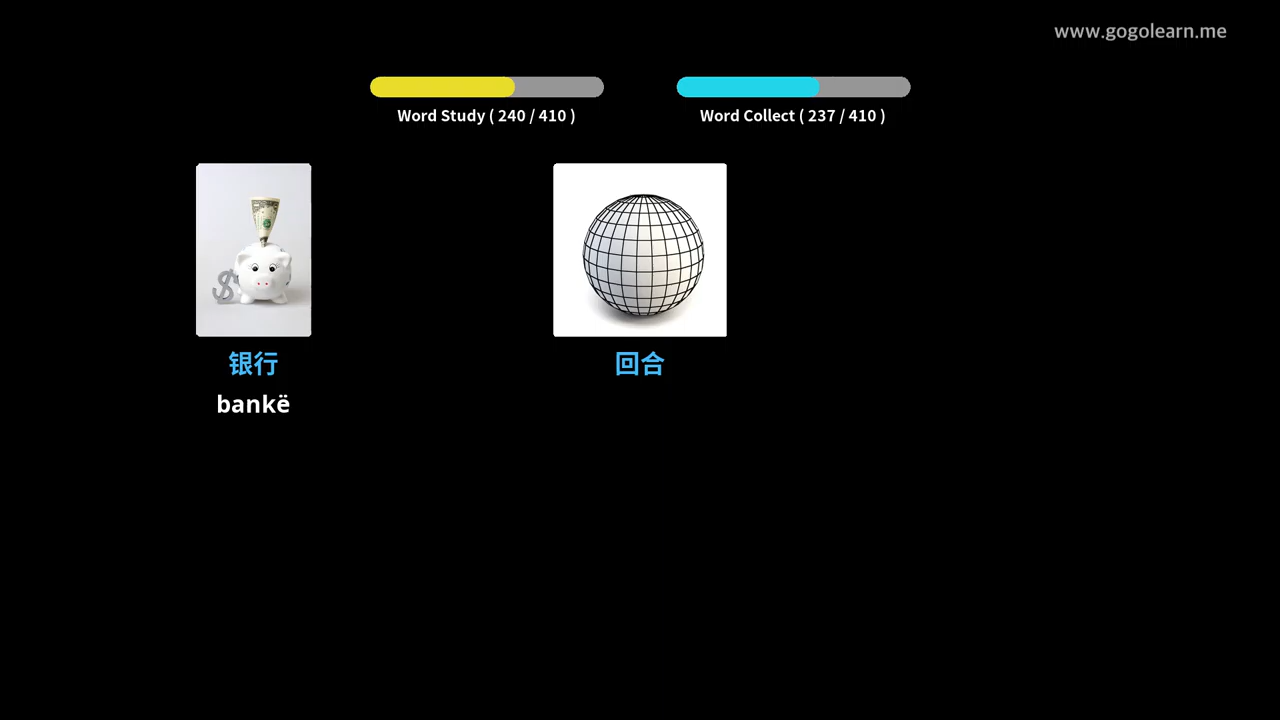 www.gogolearn.me
Word Study ( 240 / 410 )
Word Collect ( 237 / 410 )
银行
回合
bankë